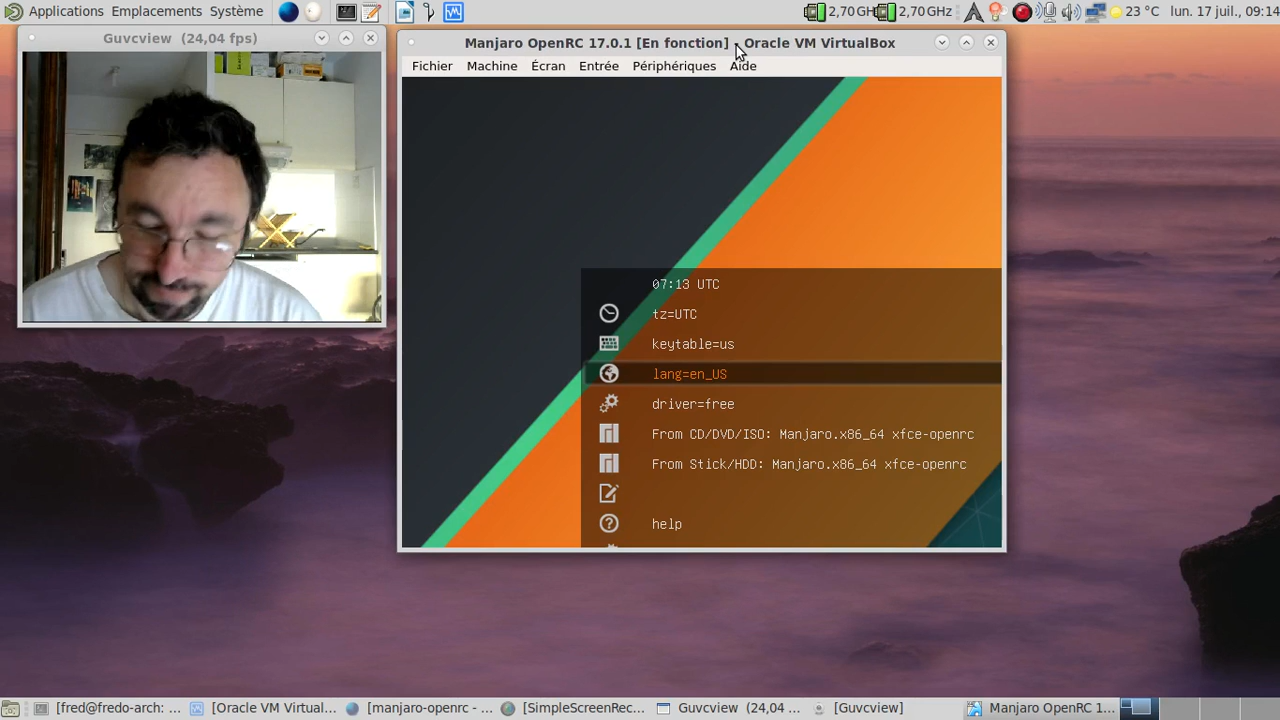 Applications Emplacements Système 2,70 GHz 2,70 GHz 23 °C lun. 17 juil., 09:14
Guvcview (24,04 fps)
Manjaro OpenRC 17.0.1 [En fonction] - Oracle VM VirtualBox
Fichier Machine Écran Entrée Périphériques Aide
07:13 UTC
tz=UTC
keytable=us
lang=en_US
driver=free
From CD/DVD/ISO: Manjaro.x86_64 xfce-openrc
From Stick/HDD: Manjaro.x86_64 xfce-openrc
help
[fred@fredo-arch: ... [Oracle VM Virtual... [manjaro-openrc - ... [SimpleScreenRec... Guvcview (24,04 ... [Guvcview] Manjaro OpenRC 1...